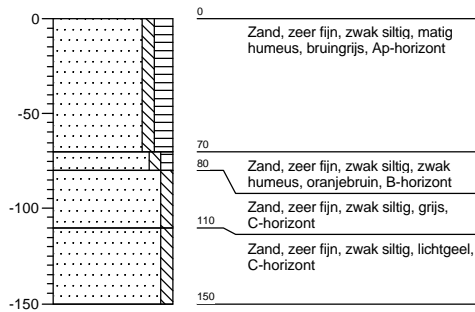 0
0
Zand, zeer fijn, zwak siltig, matig
humeus, bruingrijs, Ap-horizont
-50
70
Zand, zeer fijn, zwak siltig, zwak
humeus, oranjebruin, B-horizont
80
-100
Zand, zeer fijn, zwak siltig, grijs,
C-horizont
110
Zand, zeer fijn, zwak siltig, lichtgeel,
C-horizont
-150
150